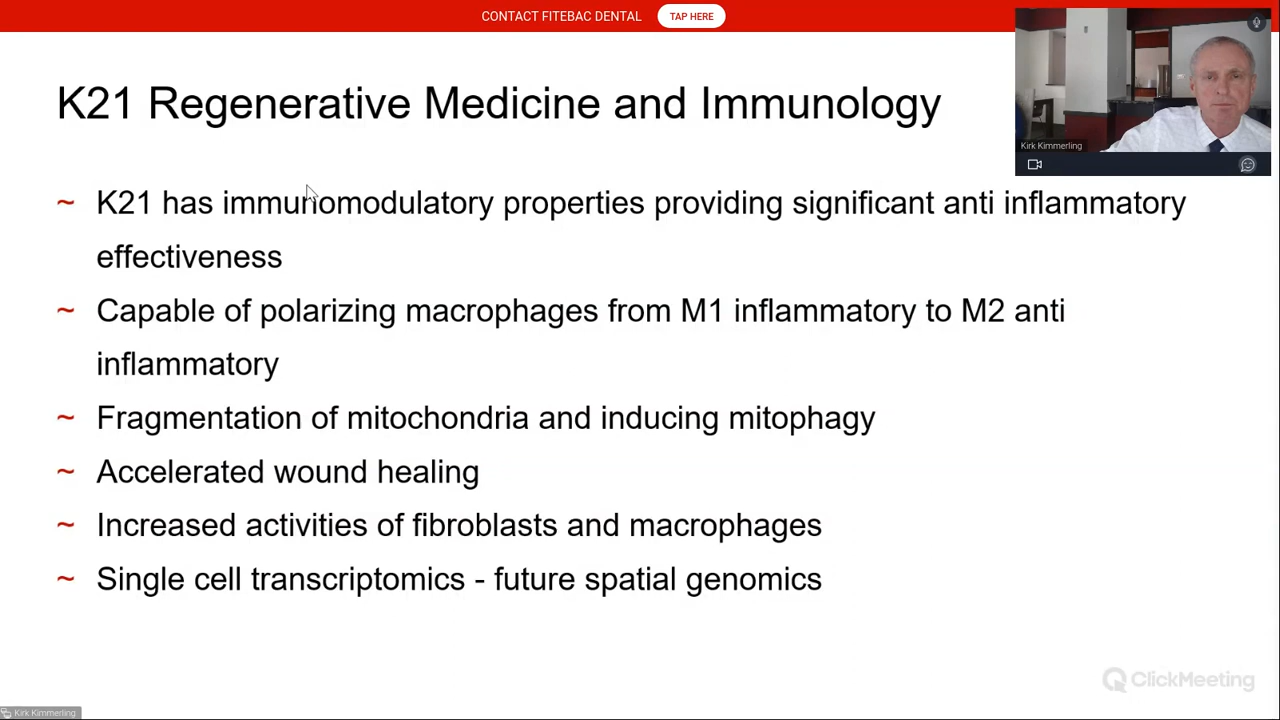 CONTACT FITEBAC DENTAL TAP HERE
K21 Regenerative Medicine and Immunology
Kirk Kimmerling
~ K21 has immunomodulatory properties providing significant anti inflammatory
effectiveness
~ Capable of polarizing macrophages from M1 inflammatory to M2 anti
inflammatory
~ Fragmentation of mitochondria and inducing mitophagy
~ Accelerated wound healing
~ Increased activities of fibroblasts and macrophages
~ Single cell transcriptomics - future spatial genomics
ClickMeeting
Kirk Kimmerling